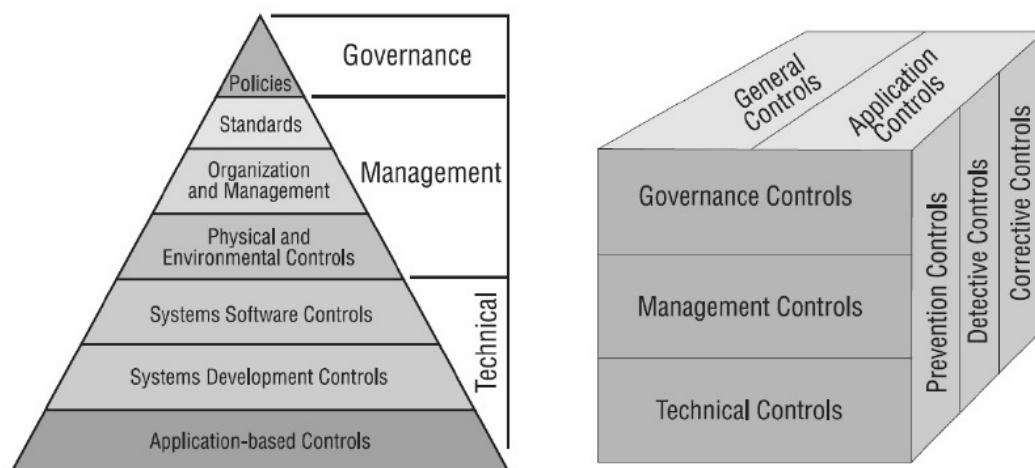 Policies
Standards
Organization
and Management
Physical and
Environmental Controls
Systems Software Controls
Systems Development Controls
Application-based Controls
Governance
Management
Technical
General
Controls
Application
Controls
Governance Controls
Management Controls
Technical Controls
Prevention Controls
Detective Controls
Corrective Controls